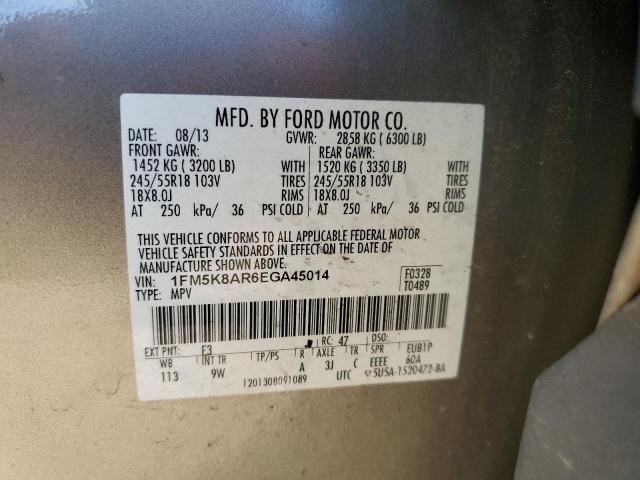 MFD. BY FORD MOTOR CO.
DATE: 08/13 GVWR: 2858 KG ( 6300 LB)
FRONT GAWR: REAR GAWR:
1452 KG ( 3200 LB) WITH 1520 KG ( 3350 LB) WITH
245/55R18 103V TIRES 245/55R18 103V TIRES
18X8.0J RIMS 18X8.0J RIMS
AT 250 kPa/ 36 PSI COLD AT 250 kPa/ 36 PSI COLD
THIS VEHICLE CONFORMS TO ALL APPLICABLE FEDERAL MOTOR
VEHICLE SAFETY STANDARDS IN EFFECT ON THE DATE OF
MANUFACTURE SHOWN ABOVE.
VIN: 1FM5K8AR6EGA45014 F0328
TYPE: MPV T0489
EXT PNT: F3 RC: 47 DSO:
WB INT TR TP/PS R AXLE TR SPR EUB1P
113 9W A 3J C EEEE 60A
1201308091089 UTC ▽5U5A-1520472-BA